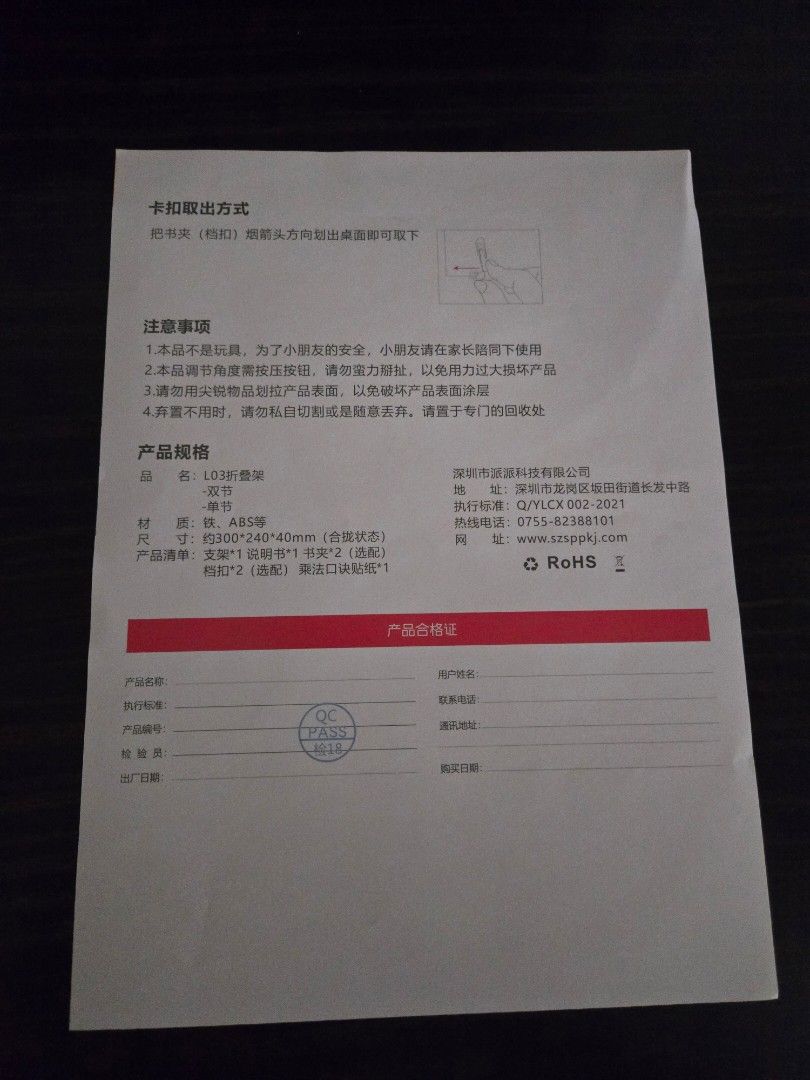 卡扣取出方式
把书夹（档扣）烟箭头方向划出桌面即可取下
注意事项
1.本品不是玩具，为了小朋友的安全，小朋友请在家长陪同下使用
2.本品调节角度需按压按钮，请勿蛮力掰扯，以免用力过大损坏产品
3.请勿用尖锐物品划拉产品表面，以免破坏产品表面涂层
4.弃置不用时，请勿私自切割或是随意丢弃。请置于专门的回收处
产品规格
品 名：L03折叠架
-双节
-单节
材 质：铁、ABS等
尺 寸：约300*240*40mm（合拢状态）
产品清单：支架*1 说明书*1 书夹*2（选配）
档扣*2（选配） 乘法口诀贴纸*1
深圳市派派科技有限公司
地 址：深圳市龙岗区坂田街道长发中路
执行标准：Q/YLCX 002-2021
热线电话：0755-82388101
网 址：www.szsppkj.com
RoHS
产品合格证
产品名称：
执行标准：
产品编号：
检 验 员：
出厂日期：
QC
PASS
检18
用户姓名：
联系电话：
通讯地址：
购买日期：